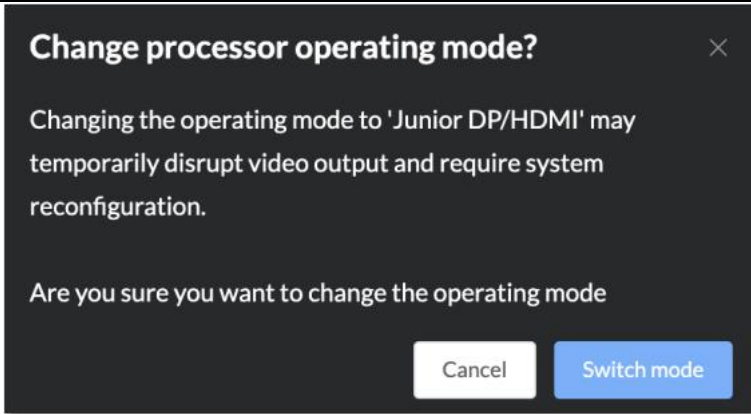 Change processor operating mode?
Changing the operating mode to 'Junior DP/HDMI' may
temporarily disrupt video output and require system
reconfiguration.
Are you sure you want to change the operating mode
Cancel
Switch mode